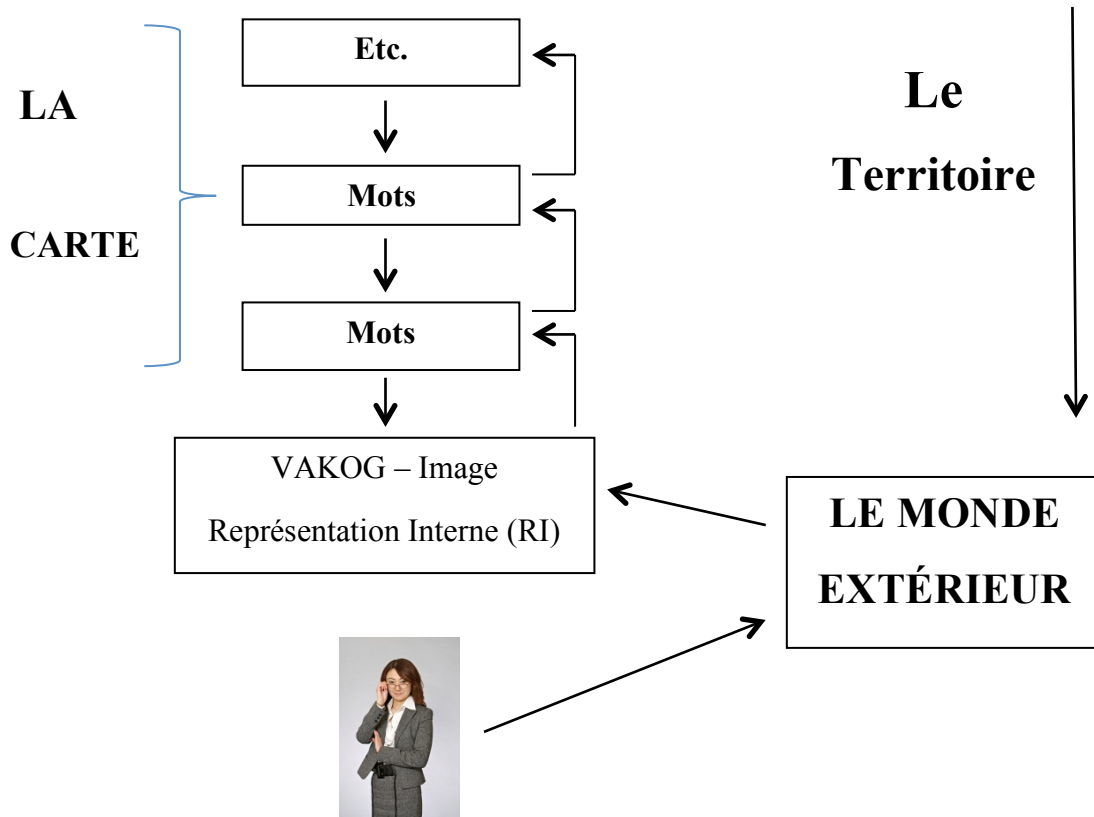 Etc.
LA
CARTE
Mots
Mots
VAKOG – Image
Représentation Interne (RI)
Le
Territoire
LE MONDE
EXTÉRIEUR